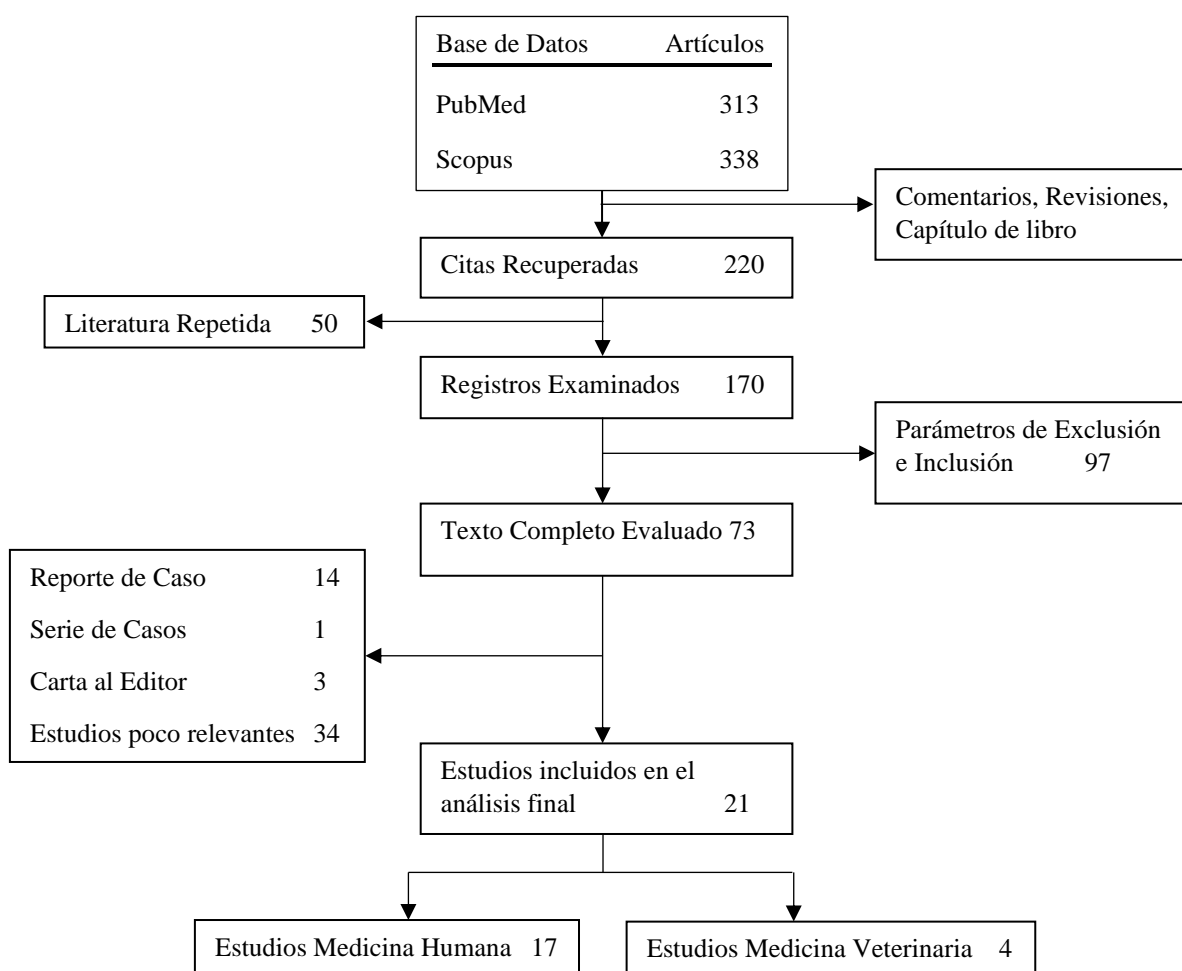 Base de Datos Artículos
PubMed 313
Scopus 338
Comentarios, Revisiones,
Capítulo de libro
Citas Recuperadas 220
Literatura Repetida 50
Registros Examinados 170
Parámetros de Exclusión
e Inclusión 97
Texto Completo Evaluado 73
Reporte de Caso 14
Serie de Casos 1
Carta al Editor 3
Estudios poco relevantes 34
Estudios incluidos en el
análisis final 21
Estudios Medicina Humana 17
Estudios Medicina Veterinaria 4